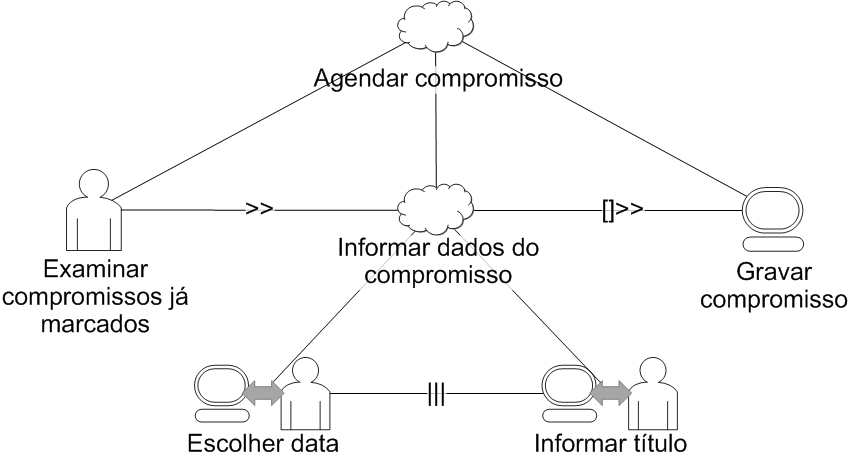 Agendar compromisso
>>
[]>>
Informar dados do
compromisso
Examinar
compromissos já
marcados
Gravar
compromisso
|||
Escolher data
Informar título